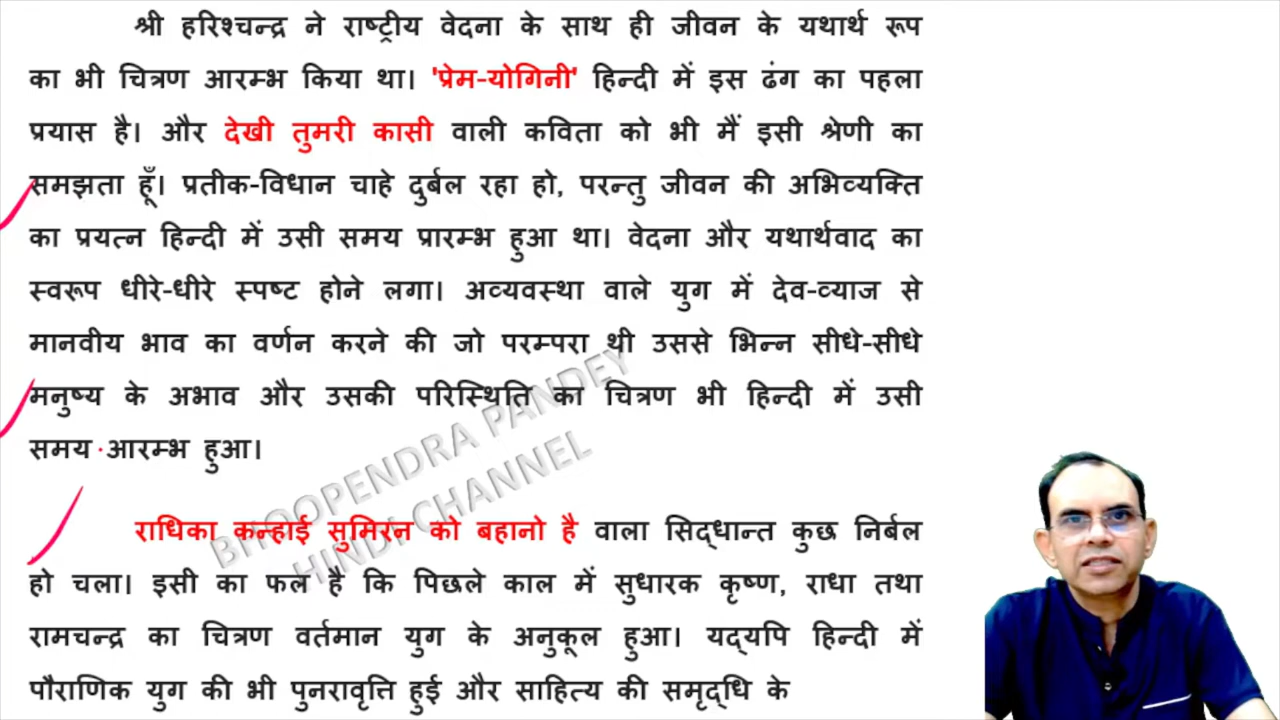 श्री हरिश्चन्द्र ने राष्ट्रीय वेदना के साथ ही जीवन के यथार्थ रूप
का भी चित्रण आरम्भ किया था। 'प्रेम-योगिनी' हिन्दी में इस ढंग का पहला
प्रयास है। और देखी तुमरी कासी वाली कविता को भी मैं इसी श्रेणी का
समझता हूँ। प्रतीक-विधान चाहे दुर्बल रहा हो, परन्तु जीवन की अभिव्यक्ति
का प्रयत्न हिन्दी में उसी समय प्रारम्भ हुआ था। वेदना और यथार्थवाद का
स्वरूप धीरे-धीरे स्पष्ट होने लगा। अव्यवस्था वाले युग में देव-व्याज से
मानवीय भाव का वर्णन करने की जो परम्परा थी उससे भिन्न सीधे-सीधे
मनुष्य के अभाव और उसकी परिस्थिति का चित्रण भी हिन्दी में उसी
समय आरम्भ हुआ।
राधिका कन्हाई सुमिरन को बहानो है वाला सिद्धान्त कुछ निर्बल
हो चला। इसी का फल है कि पिछले काल में सुधारक कृष्ण, राधा तथा
रामचन्द्र का चित्रण वर्तमान युग के अनुकूल हुआ। यद्यपि हिन्दी में
पौराणिक युग की भी पुनरावृत्ति हुई और साहित्य की समृद्धि के
BHOOPENDRA PANDEY
HINDI CHANNEL